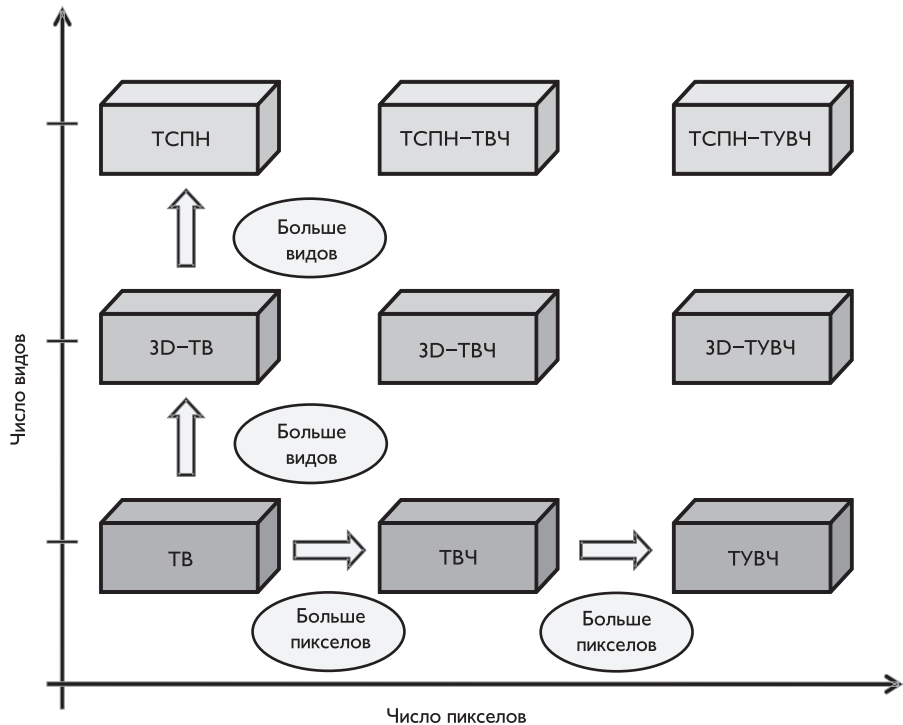 ТСПН
ТСПН–ТВЧ
ТСПН–ТУВЧ
Больше
видов
3D–ТВ
3D–ТВЧ
3D–ТУВЧ
Число видов
Больше
видов
ТВ
ТВЧ
ТУВЧ
Больше
пикселов
Больше
пикселов
Число пикселов